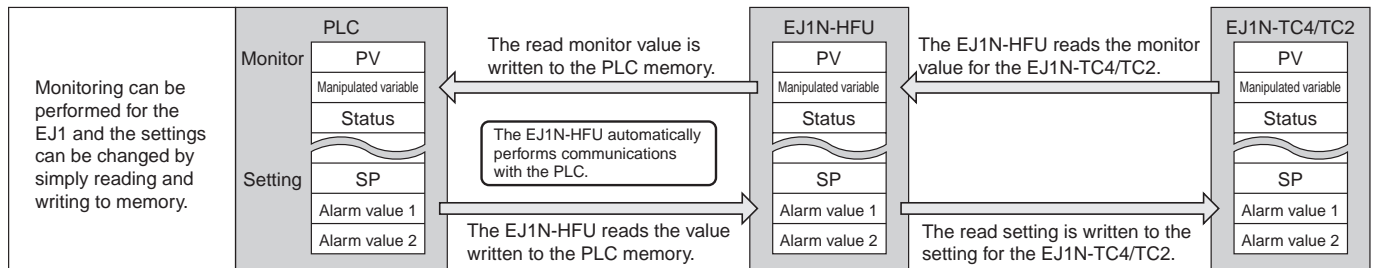 Monitoring can be
performed for the
EJ1 and the settings
can be changed by
simply reading and
writing to memory.
PLC
Monitor
PV
Manipulated variable
Status
Setting
SP
Alarm value 1
Alarm value 2
The read monitor value is
written to the PLC memory.
The EJ1N-HFU automatically
performs communications
with the PLC.
The EJ1N-HFU reads the value
written to the PLC memory.
EJ1N-HFU
PV
Manipulated variable
Status
SP
Alarm value 1
Alarm value 2
The EJ1N-HFU reads the monitor
value for the EJ1N-TC4/TC2.
The read setting is written to the
setting for the EJ1N-TC4/TC2.
EJ1N-TC4/TC2
PV
Manipulated variable
Status
SP
Alarm value 1
Alarm value 2